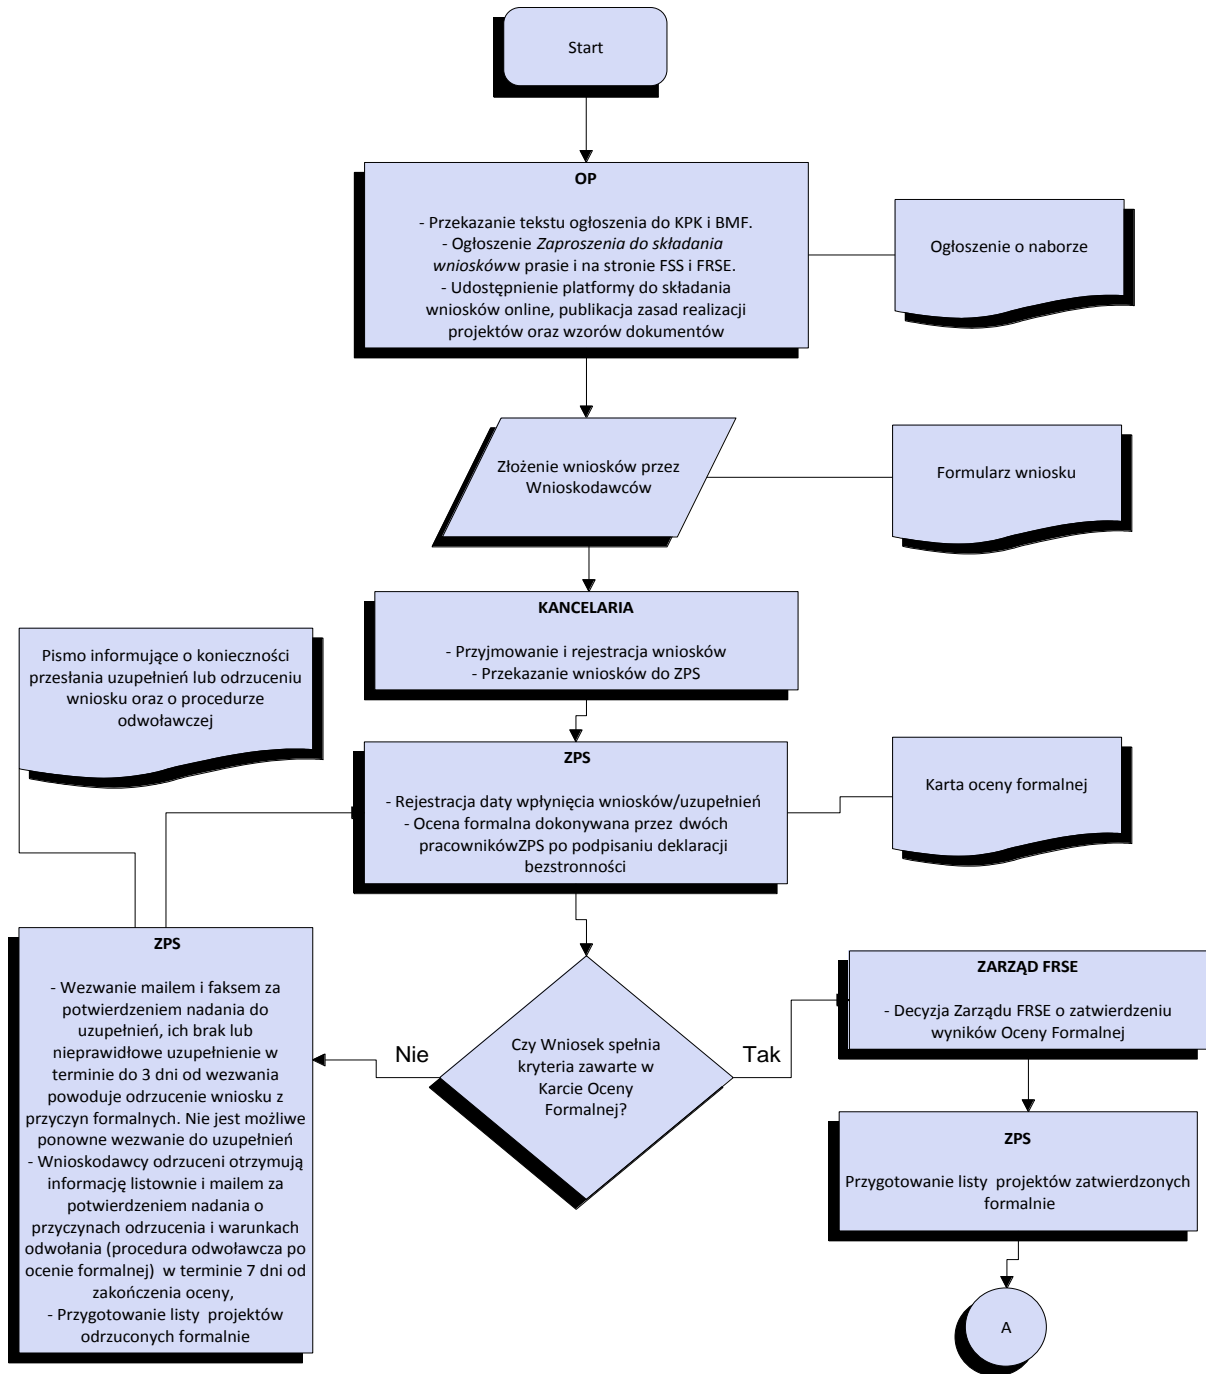 Start
OP
- Przekazanie tekstu ogłoszenia do KPK i BMF.
- Ogłoszenie Zaproszenia do składania
wnioskóww prasie i na stronie FSS i FRSE.
- Udostępnienie platformy do składania
wniosków online, publikacja zasad realizacji
projektów oraz wzorów dokumentów
Ogłoszenie o naborze
Złożenie wniosków przez
Wnioskodawców
Formularz wniosku
KANCELARIA
- Przyjmowanie i rejestracja wniosków
- Przekazanie wniosków do ZPS
Pismo informujące o konieczności
przesłania uzupełnień lub odrzuceniu
wniosku oraz o procedurze
odwoławczej
ZPS
- Rejestracja daty wpłynięcia wniosków/uzupełnień
- Ocena formalna dokonywana przez dwóch
pracownikówZPS po podpisaniu deklaracji
bezstronności
Karta oceny formalnej
ZPS
- Wezwanie mailem i faksem za
potwierdzeniem nadania do
uzupełnień, ich brak lub
nieprawidłowe uzupełnienie w
terminie do 3 dni od wezwania
powoduje odrzucenie wniosku z
przyczyn formalnych. Nie jest możliwe
ponowne wezwanie do uzupełnień
- Wnioskodawcy odrzuceni otrzymują
informację listownie i mailem za
potwierdzeniem nadania o
przyczynach odrzucenia i warunkach
odwołania (procedura odwoławcza po
ocenie formalnej) w terminie 7 dni od
zakończenia oceny,
- Przygotowanie listy projektów
odrzuconych formalnie
Nie
Czy Wniosek spełnia
kryteria zawarte w
Karcie Oceny
Formalnej?
Tak
ZARZĄD FRSE
- Decyzja Zarządu FRSE o zatwierdzeniu
wyników Oceny Formalnej
ZPS
Przygotowanie listy projektów zatwierdzonych
formalnie
A